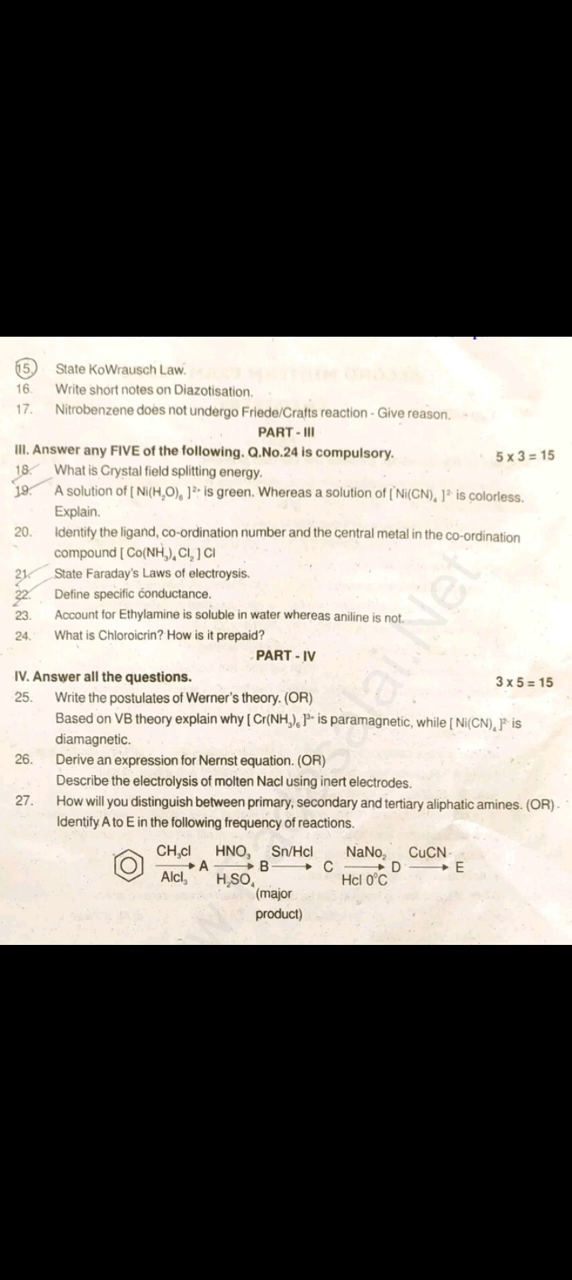 15. State KoWrausch Law.
16. Write short notes on Diazotisation.
17. Nitrobenzene does not undergo Friede/Crafts reaction - Give reason.
PART - III
III. Answer any FIVE of the following. Q.No.24 is compulsory. 5 x 3 = 15
18. What is Crystal field splitting energy.
19. A solution of [ Ni(H₂O)₆ ]²⁺ is green. Whereas a solution of [ Ni(CN)₄ ]² is colorless.
Explain.
20. Identify the ligand, co-ordination number and the central metal in the co-ordination
compound [ Co(NH₃)₄ Cl₂ ] Cl
21. State Faraday's Laws of electroysis.
22. Define specific conductance.
23. Account for Ethylamine is soluble in water whereas aniline is not.
24. What is Chloroicrin? How is it prepaid?
PART - IV
IV. Answer all the questions. 3 x 5 = 15
25. Write the postulates of Werner's theory. (OR)
Based on VB theory explain why [ Cr(NH₃)₆ ]³⁺ is paramagnetic, while [ Ni(CN)₄ ]² is
diamagnetic.
26. Derive an expression for Nernst equation. (OR)
Describe the electrolysis of molten Nacl using inert electrodes.
27. How will you distinguish between primary, secondary and tertiary aliphatic amines. (OR)
Identify A to E in the following frequency of reactions.
CH₃cl HNO₃ Sn/Hcl NaNo₂ CuCN
A B C D E
Alcl₃ H₂SO₄ Hcl 0°C
(major
product)